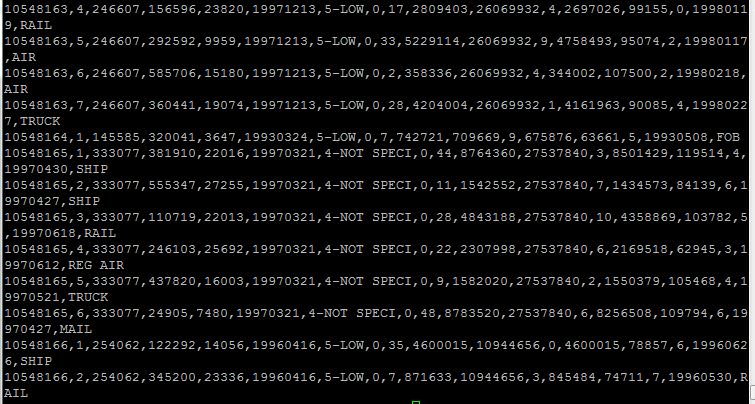 10548163,4,246607,156596,23820,19971213,5-LOW,0,17,2809403,26069932,4,2697026,99155,0,1998011
9,RAIL
10548163,5,246607,292592,9959,19971213,5-LOW,0,33,5229114,26069932,9,4758493,95074,2,19980117
,AIR
10548163,6,246607,585706,15180,19971213,5-LOW,0,2,358336,26069932,4,344002,107500,2,19980218,
AIR
10548163,7,246607,360441,19074,19971213,5-LOW,0,28,4204004,26069932,1,4161963,90085,4,1998022
7,TRUCK
10548164,1,145585,320041,3647,19930324,5-LOW,0,7,742721,709669,9,675876,63661,5,19930508,FOB
10548165,1,333077,381910,22016,19970321,4-NOT SPECI,0,44,8764360,27537840,3,8501429,119514,4,
19970430,SHIP
10548165,2,333077,555347,27255,19970321,4-NOT SPECI,0,11,1542552,27537840,7,1434573,84139,6,1
9970427,SHIP
10548165,3,333077,110719,22013,19970321,4-NOT SPECI,0,28,4843188,27537840,10,4358869,103782,5
,19970618,RAIL
10548165,4,333077,246103,25692,19970321,4-NOT SPECI,0,22,2307998,27537840,6,2169518,62945,3,1
9970612,REG AIR
10548165,5,333077,437820,16003,19970321,4-NOT SPECI,0,9,1582020,27537840,2,1550379,105468,4,1
9970521,TRUCK
10548165,6,333077,24905,7480,19970321,4-NOT SPECI,0,48,8783520,27537840,6,8256508,109794,6,19
970427,MAIL
10548166,1,254062,122292,14056,19960416,5-LOW,0,35,4600015,10944656,0,4600015,78857,6,1996062
6,SHIP
10548166,2,254062,345200,23336,19960416,5-LOW,0,7,871633,10944656,3,845484,74711,7,19960530,R
AIL